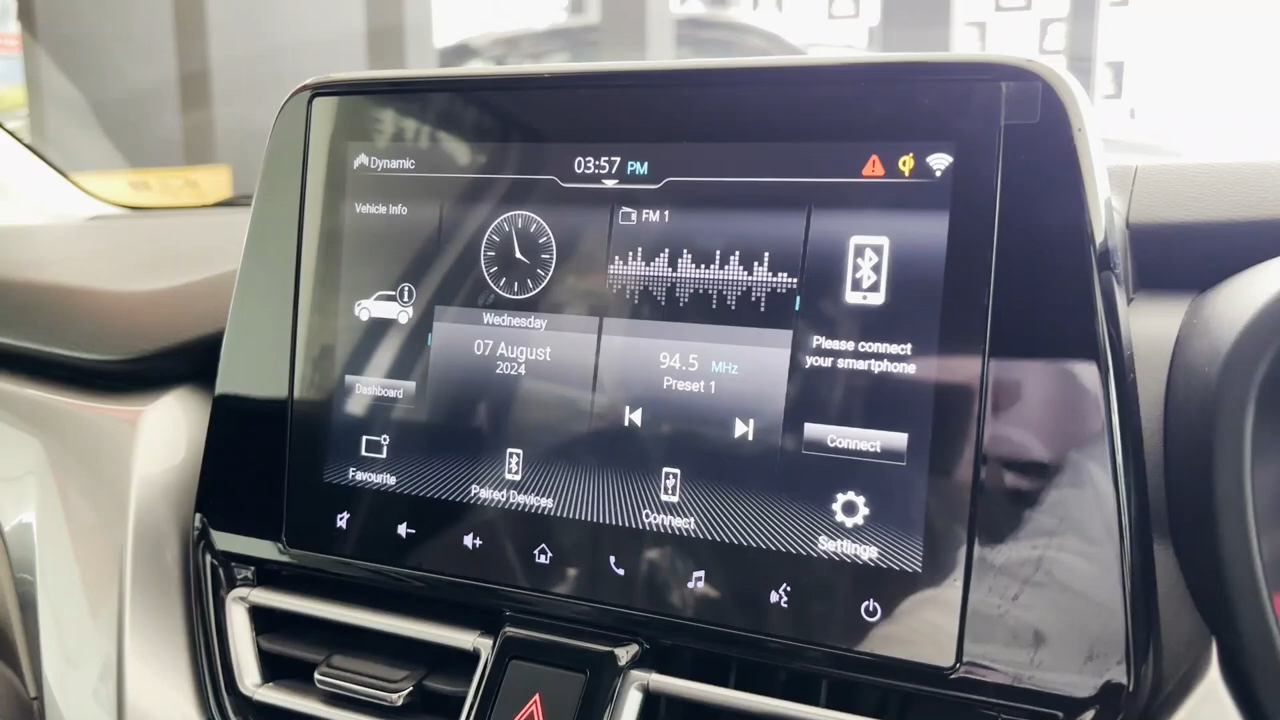 Dynamic
03:57 PM
Vehicle Info
Dashboard
Wednesday
07 August
2024
FM 1
94.5 MHz
Preset 1
Please connect
your smartphone
Connect
Favourite
Paired Devices
Connect
Settings